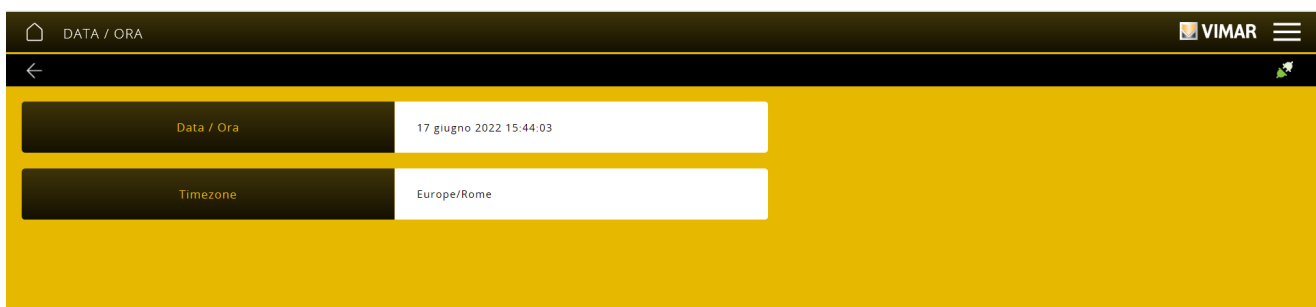 DATA / ORA
VIMAR
Data / Ora
17 giugno 2022 15:44:03
Timezone
Europe/Rome